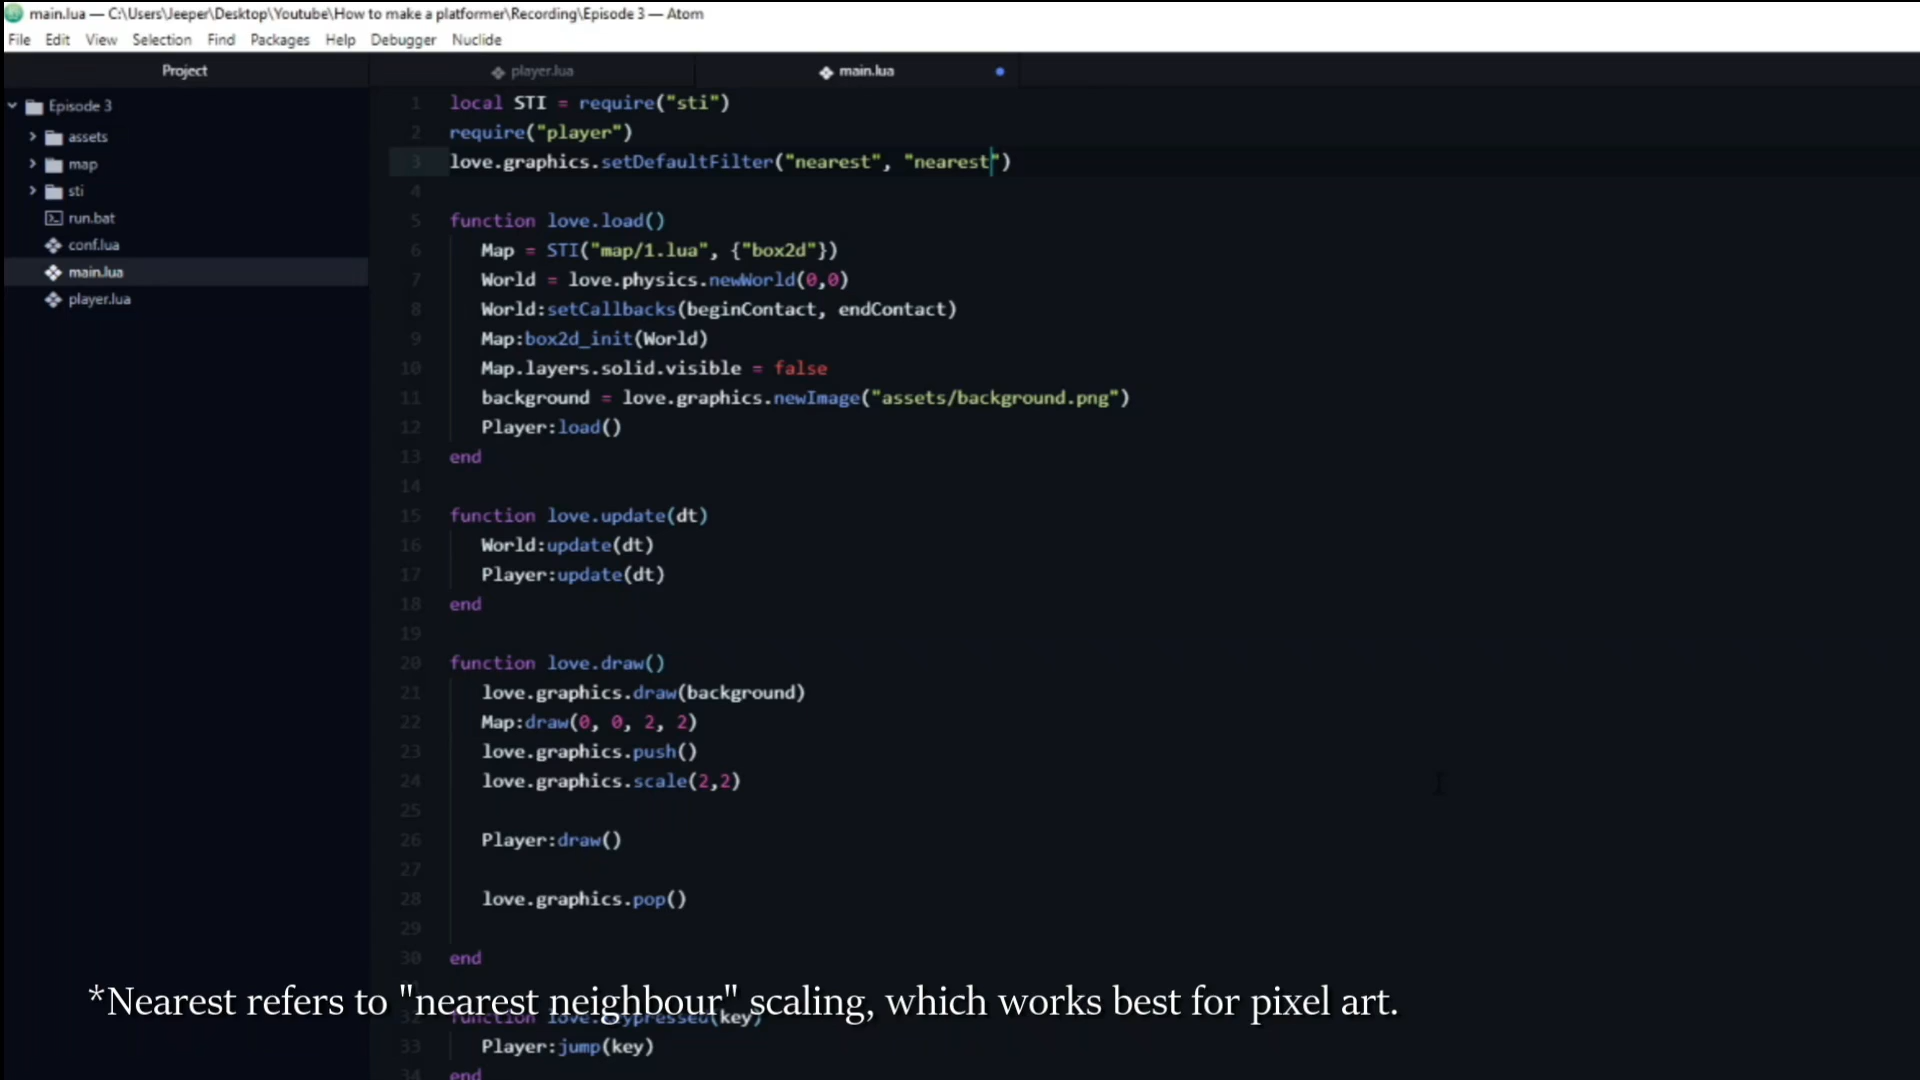 main.lua — C:\Users\Jeeper\Desktop\Youtube\How to make a platformer\Recording\Episode 3 — Atom
File Edit View Selection Find Packages Help Debugger Nuclide
Project
player.lua
main.lua
Episode 3
assets
map
sti
run.bat
conf.lua
main.lua
player.lua
1 local STI = require("sti")
2 require("player")
3 love.graphics.setDefaultFilter("nearest", "nearest")
4
5 function love.load()
6 Map = STI("map/1.lua", {"box2d"})
7 World = love.physics.newWorld(0,0)
8 World:setCallbacks(beginContact, endContact)
9 Map:box2d_init(World)
10 Map.layers.solid.visible = false
11 background = love.graphics.newImage("assets/background.png")
12 Player:load()
13 end
14
15 function love.update(dt)
16 World:update(dt)
17 Player:update(dt)
18 end
19
20 function love.draw()
21 love.graphics.draw(background)
22 Map:draw(0, 0, 2, 2)
23 love.graphics.push()
24 love.graphics.scale(2,2)
25
26 Player:draw()
27
28 love.graphics.pop()
29
30 end
*Nearest refers to "nearest neighbour" scaling, which works best for pixel art.
32 function love.keypressed(key)
33 Player:jump(key)
34 end